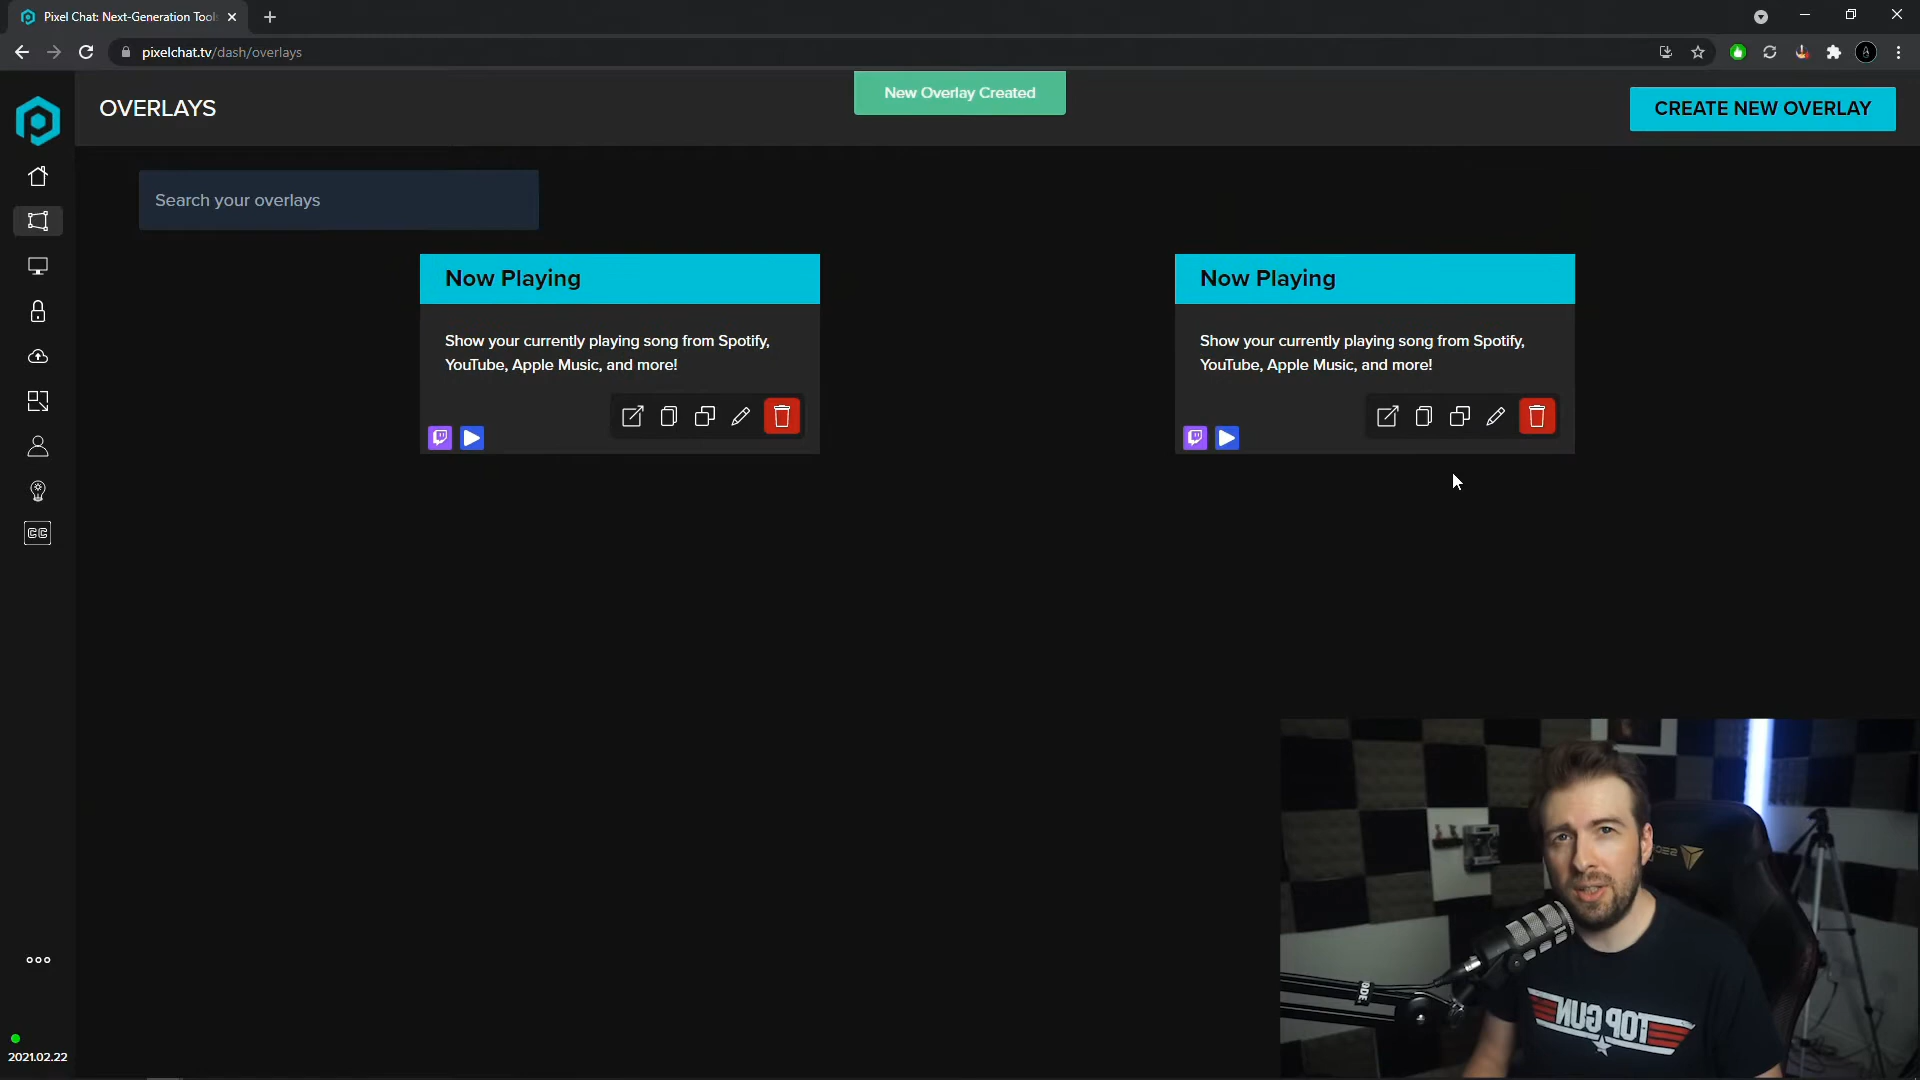 Pixel Chat: Next-Generation Tool
pixelchat.tv/dash/overlays
OVERLAYS
New Overlay Created
CREATE NEW OVERLAY
Search your overlays
Now Playing
Show your currently playing song from Spotify,
YouTube, Apple Music, and more!
Now Playing
Show your currently playing song from Spotify,
YouTube, Apple Music, and more!
CC
2021.02.22
TOP GUN